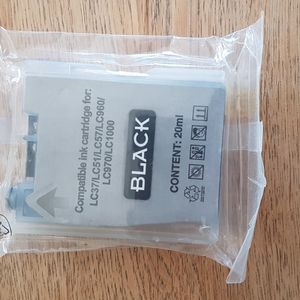 Compatible ink cartridge for:
LC37/LC51/LC57/LC960/
LC970/LC1000
BLACK
CONTENT: 20ml